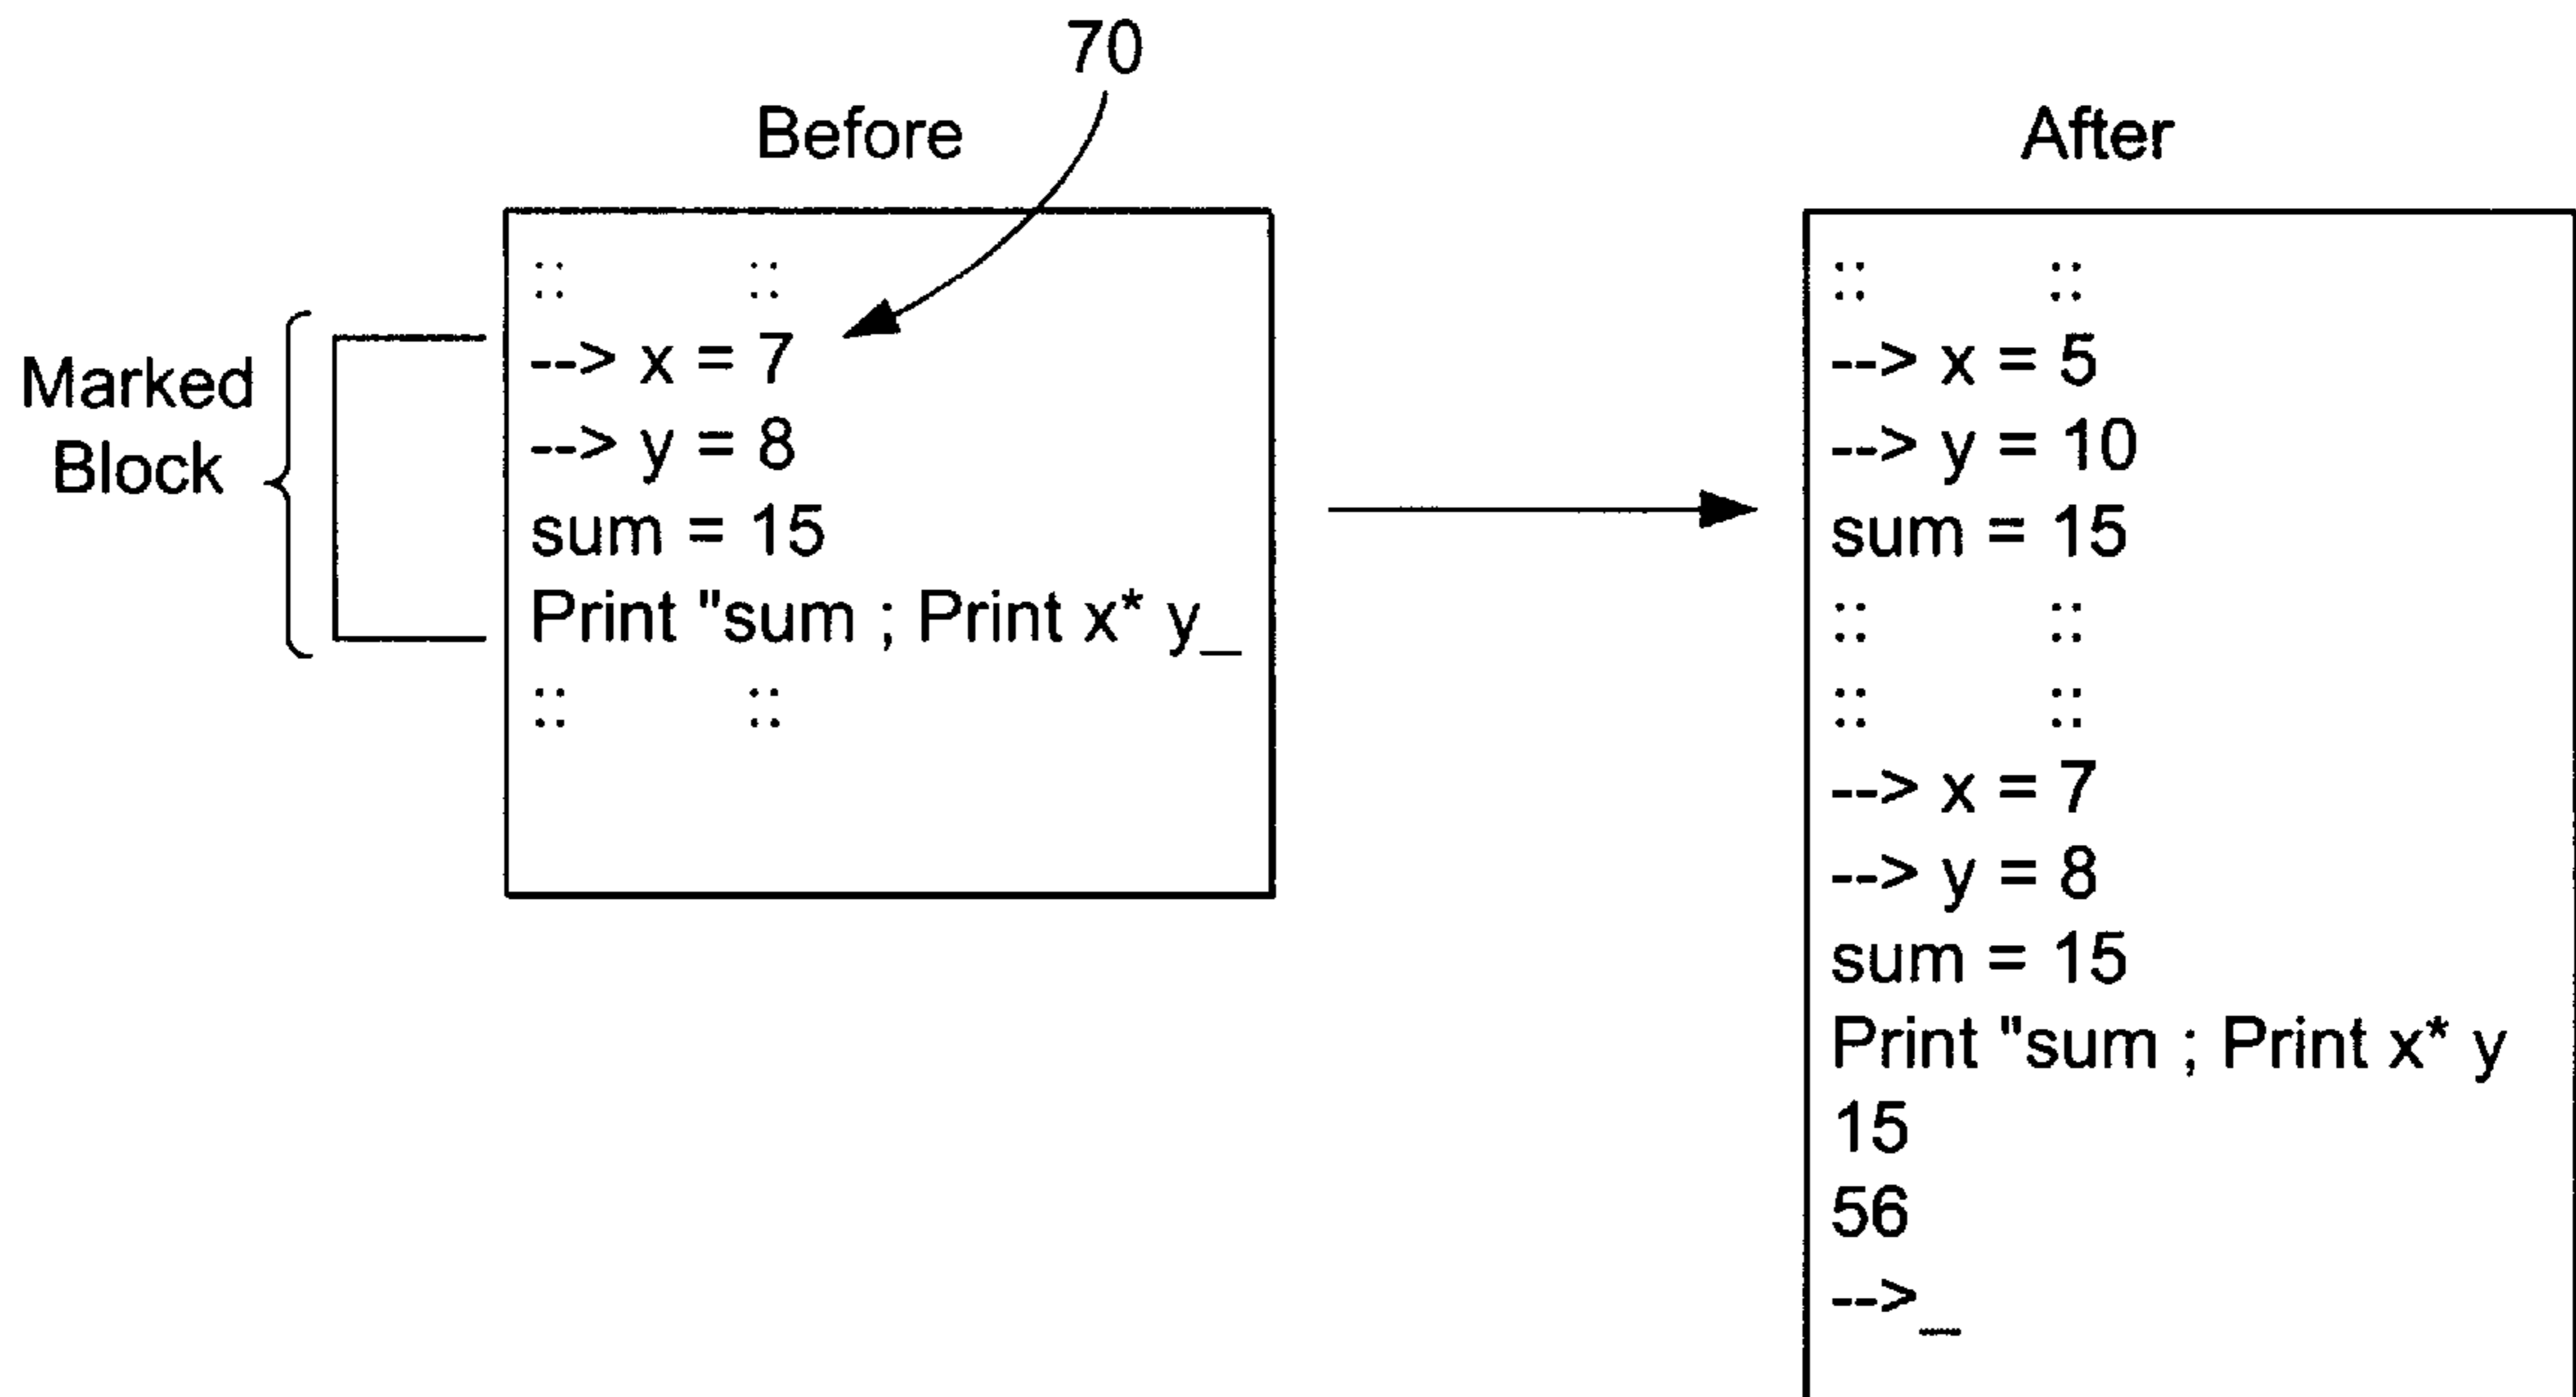 70
Before
After
Marked
Block
:: ::
--> x = 7
--> y = 8
sum = 15
Print "sum ; Print x* y_
:: ::
:: ::
--> x = 5
--> y = 10
sum = 15
:: ::
:: ::
--> x = 7
--> y = 8
sum = 15
Print "sum ; Print x* y
15
56
-->_